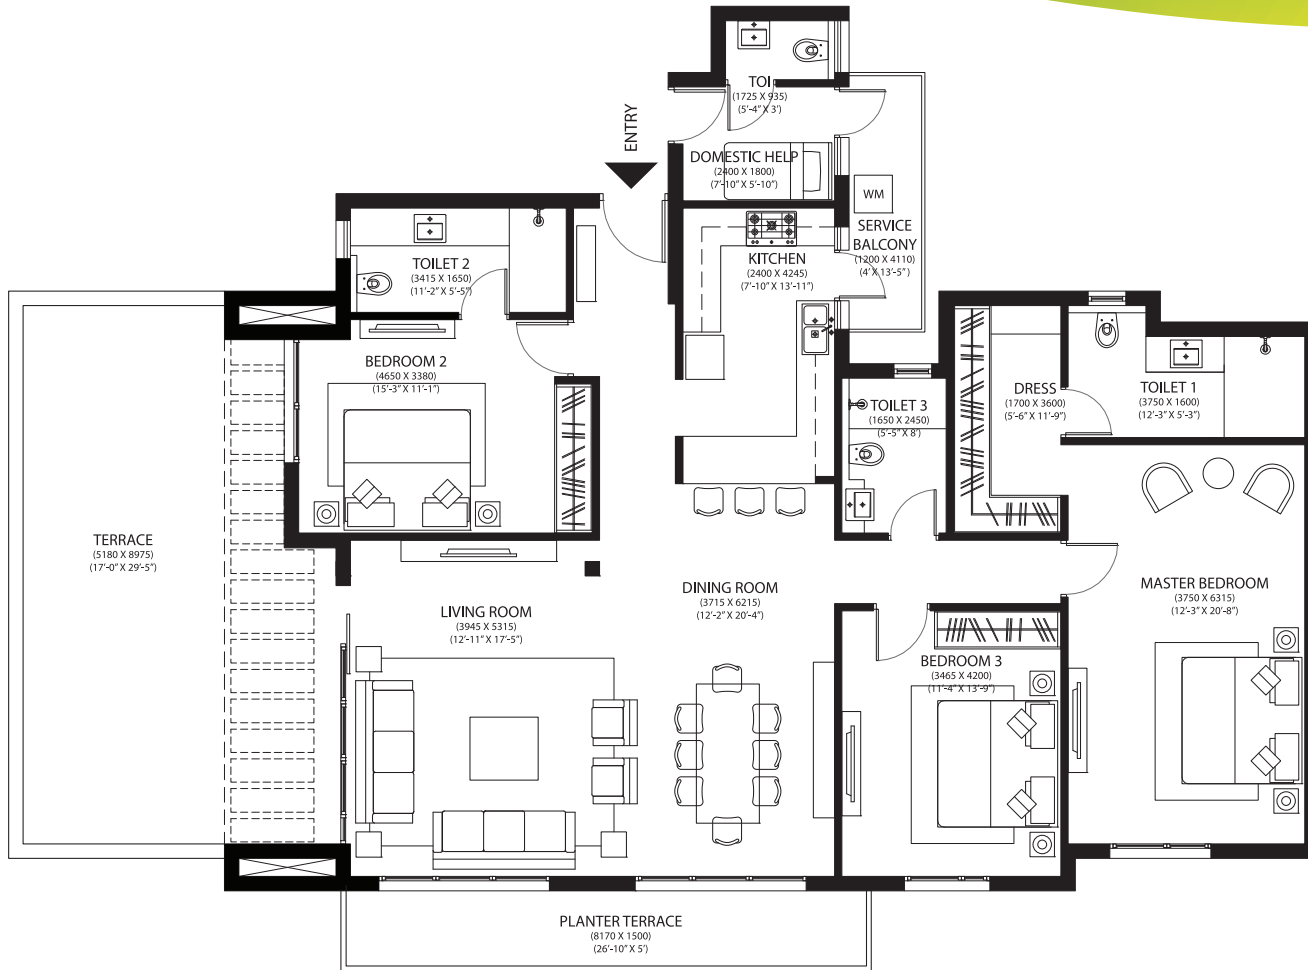 TOI
(1725 X 935)
(5'-4" X 3')
ENTRY
DOMESTIC HELP
(2400 X 1800)
(7'-10" X 5'-10")
WM
SERVICE
BALCONY
(1200 X 4110)
(4' X 13'-5")
KITCHEN
(2400 X 4245)
(7'-10" X 13'-11")
TOILET 2
(3415 X 1650)
(11'-2" X 5'-5")
BEDROOM 2
(4650 X 3380)
(15'-3" X 11'-1")
DRESS
(1700 X 3600)
(5'-6" X 11'-9")
TOILET 1
(3750 X 1600)
(12'-3" X 5'-3")
TOILET 3
(1650 X 2450)
(5'-5" X 8')
TERRACE
(5180 X 8975)
(17'-0" X 29'-5")
LIVING ROOM
(3945 X 5315)
(12'-11" X 17'-5")
DINING ROOM
(3715 X 6215)
(12'-2" X 20'-4")
MASTER BEDROOM
(3750 X 6315)
(12'-3" X 20'-8")
BEDROOM 3
(3465 X 4200)
(11'-4" X 13'-9")
PLANTER TERRACE
(8170 X 1500)
(26'-10" X 5')